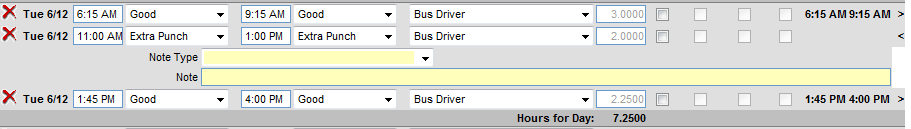 Tue 6/12 6:15 AM Good 9:15 AM Good Bus Driver 3.0000 6:15 AM 9:15 AM >
Tue 6/12 11:00 AM Extra Punch 1:00 PM Extra Punch Bus Driver 2.0000 <
Note Type
Note
Tue 6/12 1:45 PM Good 4:00 PM Good Bus Driver 2.2500 1:45 PM 4:00 PM >
Hours for Day: 7.2500